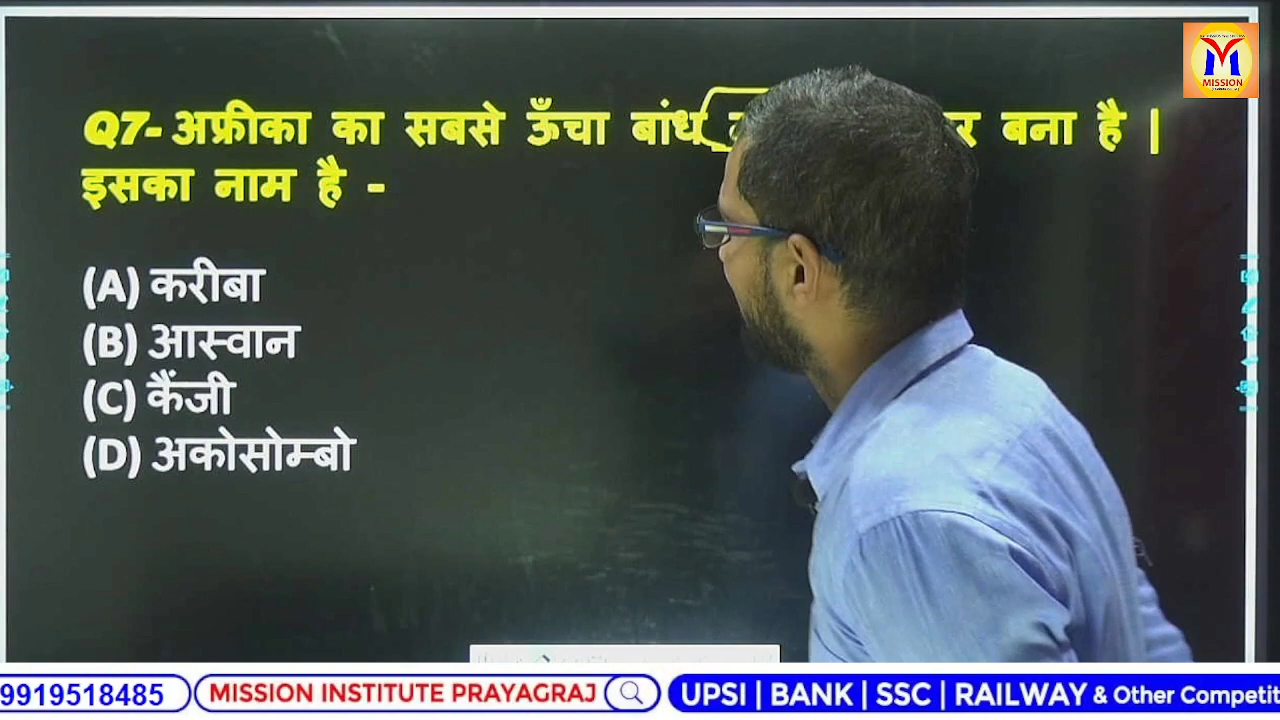 Q7- अफ्रीका का सबसे ऊँचा बांध बना है |
इसका नाम है -
(A) करीबा
(B) आस्वान
(C) कैंजी
(D) अकोसोम्बो
MISSION
9919518485
MISSION INSTITUTE PRAYAGRAJ
UPSI | BANK | SSC | RAILWAY & Other Competit